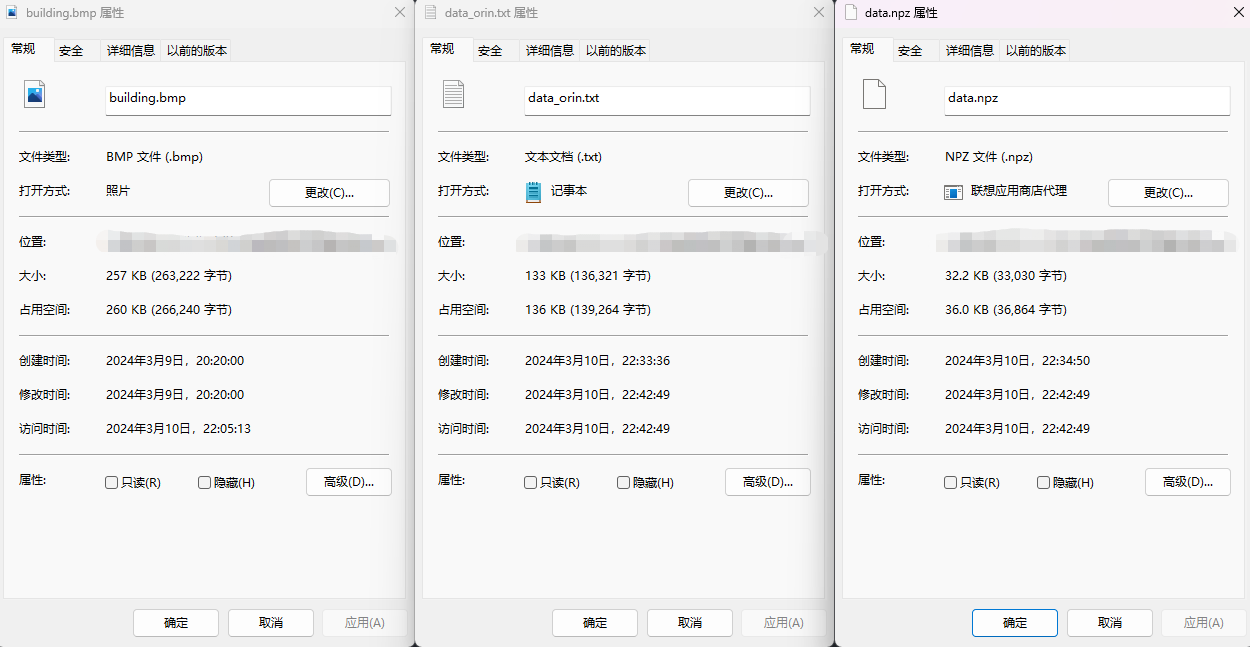 building.bmp 属性
常规
安全
详细信息
以前的版本
building.bmp
文件类型:
BMP 文件 (.bmp)
打开方式:
照片
更改(C)...
位置:
大小:
257 KB (263,222 字节)
占用空间:
260 KB (266,240 字节)
创建时间:
2024年3月9日，20:20:00
修改时间:
2024年3月9日，20:20:00
访问时间:
2024年3月10日，22:05:13
属性:
只读(R)
隐藏(H)
高级(D)...
确定
取消
应用(A)
data_orin.txt 属性
常规
安全
详细信息
以前的版本
data_orin.txt
文件类型:
文本文档 (.txt)
打开方式:
记事本
更改(C)...
位置:
大小:
133 KB (136,321 字节)
占用空间:
136 KB (139,264 字节)
创建时间:
2024年3月10日，22:33:36
修改时间:
2024年3月10日，22:42:49
访问时间:
2024年3月10日，22:42:49
属性:
只读(R)
隐藏(H)
高级(D)...
确定
取消
应用(A)
data.npz 属性
常规
安全
详细信息
以前的版本
data.npz
文件类型:
NPZ 文件 (.npz)
打开方式:
联想应用商店代理
更改(C)...
位置:
大小:
32.2 KB (33,030 字节)
占用空间:
36.0 KB (36,864 字节)
创建时间:
2024年3月10日，22:34:50
修改时间:
2024年3月10日，22:42:49
访问时间:
2024年3月10日，22:42:49
属性:
只读(R)
隐藏(H)
高级(D)...
确定
取消
应用(A)